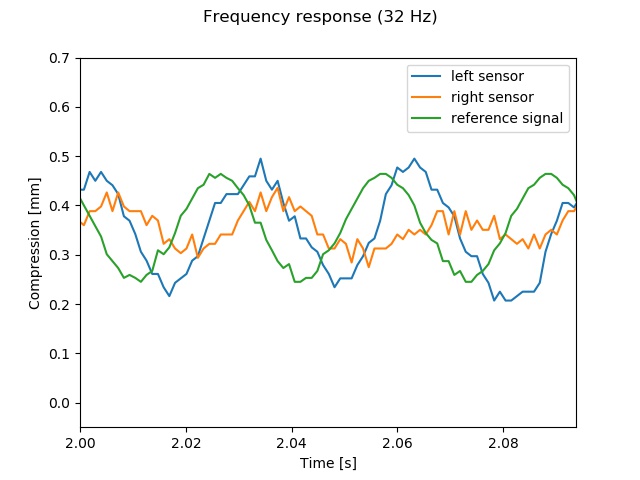 Frequency response (32 Hz)
0.7
0.6
0.5
0.4
0.3
0.2
0.1
0.0
Compression [mm]
left sensor
right sensor
reference signal
2.00
2.02
2.04
2.06
2.08
Time [s]